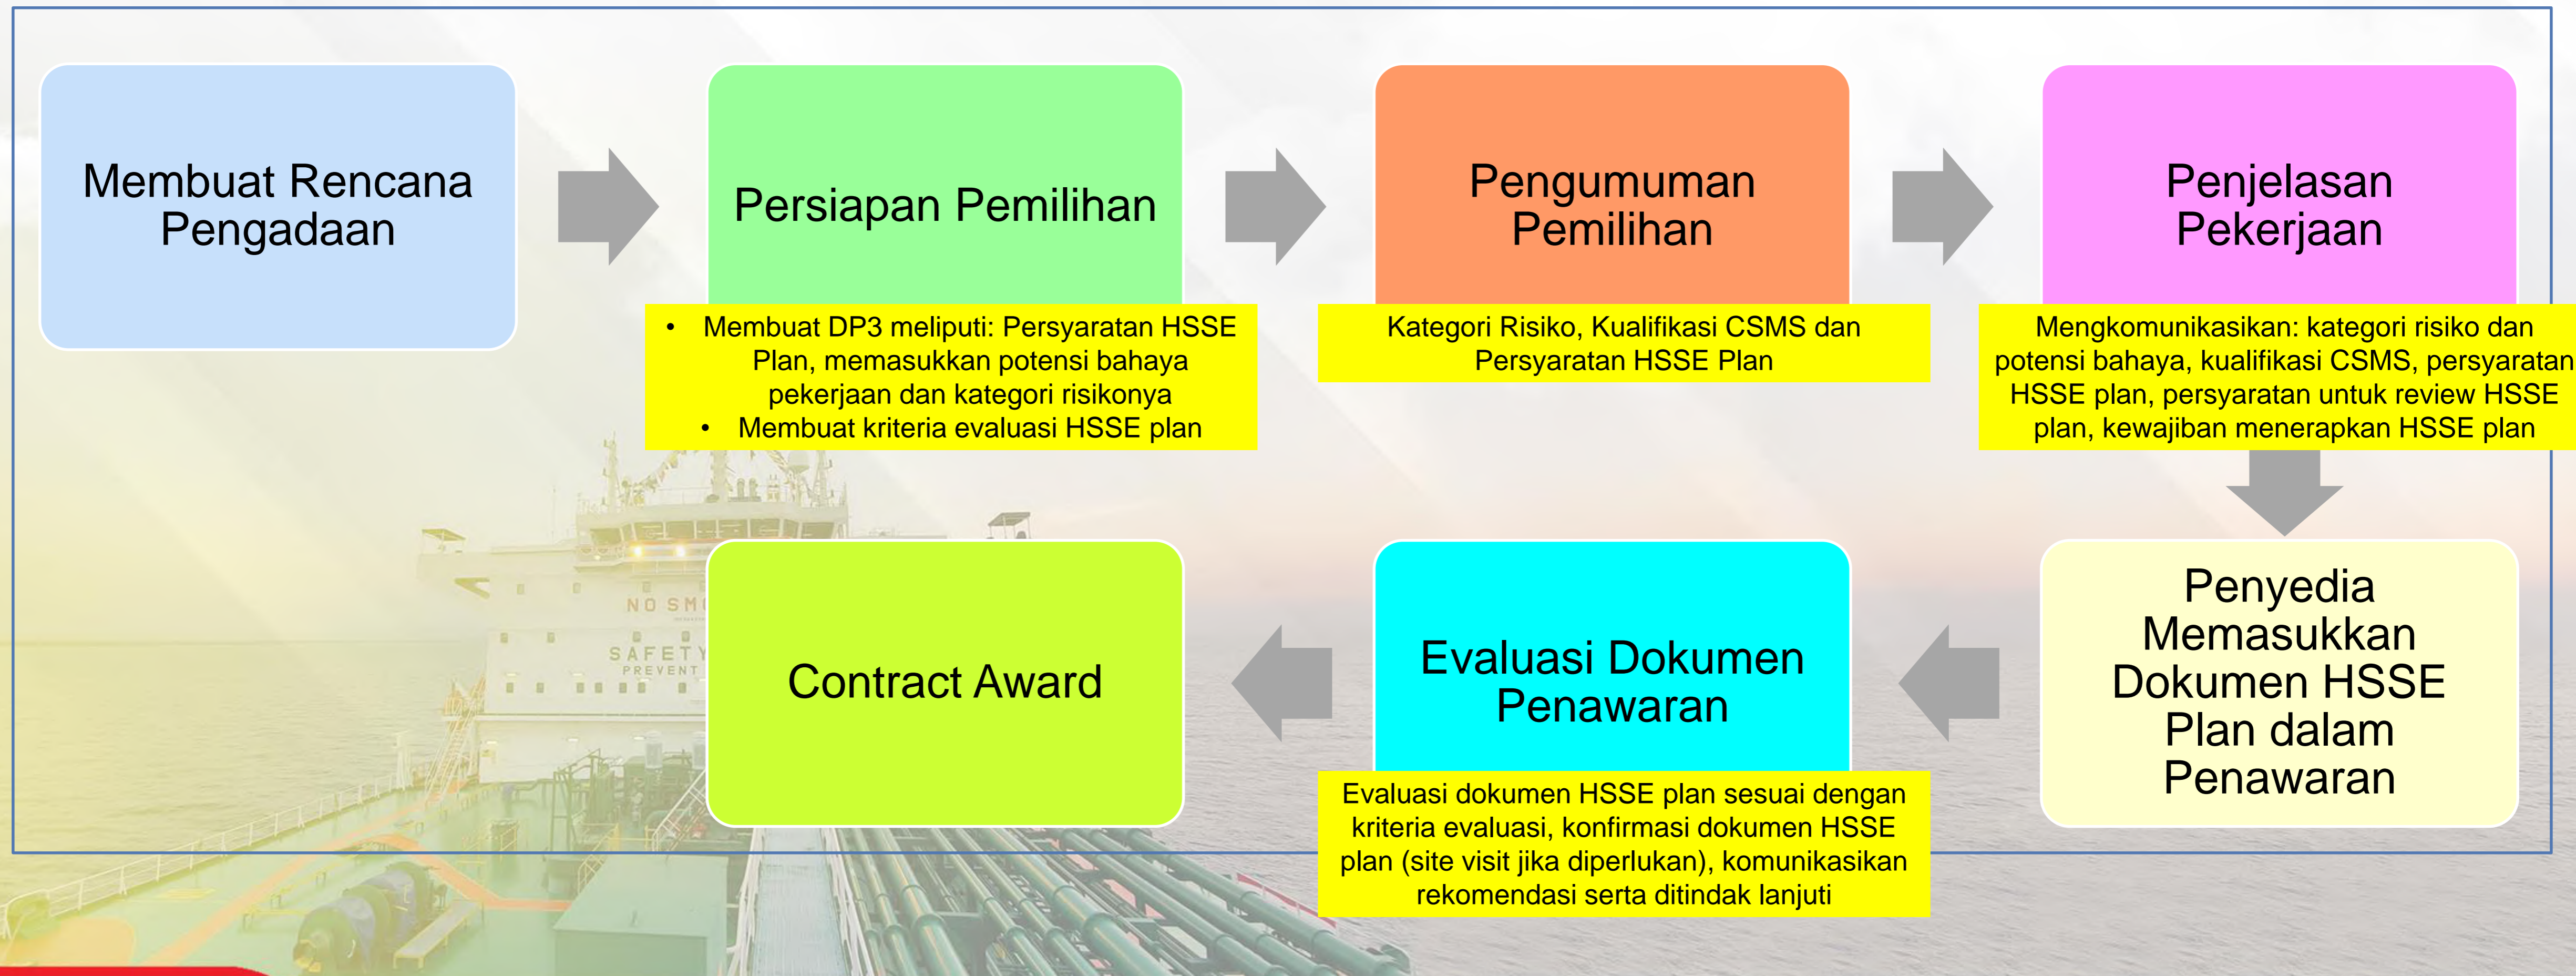 Membuat Rencana
Pengadaan
Persiapan Pemilihan
• Membuat DP3 meliputi: Persyaratan HSSE
Plan, memasukkan potensi bahaya
pekerjaan dan kategori risikonya
• Membuat kriteria evaluasi HSSE plan
Pengumuman
Pemilihan
Kategori Risiko, Kualifikasi CSMS dan
Persyaratan HSSE Plan
Penjelasan
Pekerjaan
Mengkomunikasikan: kategori risiko dan
potensi bahaya, kualifikasi CSMS, persyaratan
HSSE plan, persyaratan untuk review HSSE
plan, kewajiban menerapkan HSSE plan
Penyedia
Memasukkan
Dokumen HSSE
Plan dalam
Penawaran
Evaluasi Dokumen
Penawaran
Evaluasi dokumen HSSE plan sesuai dengan
kriteria evaluasi, konfirmasi dokumen HSSE
plan (site visit jika diperlukan), komunikasikan
rekomendasi serta ditindak lanjuti
Contract Award
NO SM
SAFETY
PREVENT